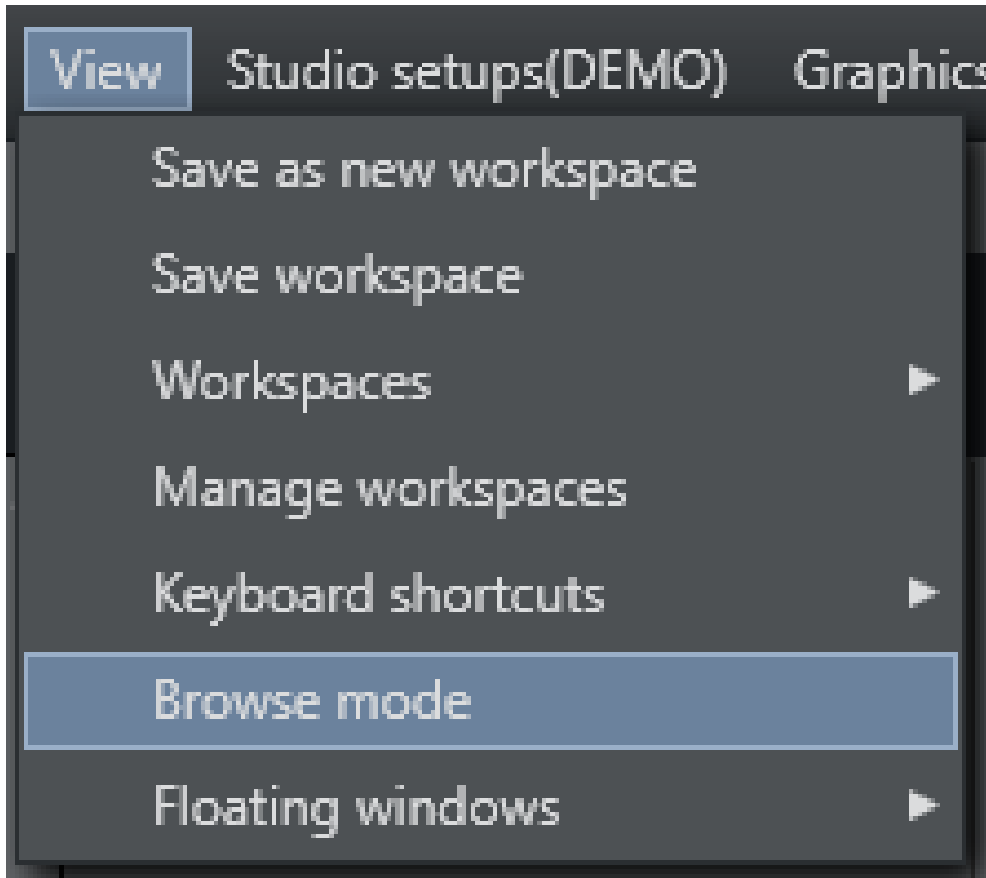 View Studio setups(DEMO) Graphics
Save as new workspace
Save workspace
Workspaces
Manage workspaces
Keyboard shortcuts
Browse mode
Floating windows